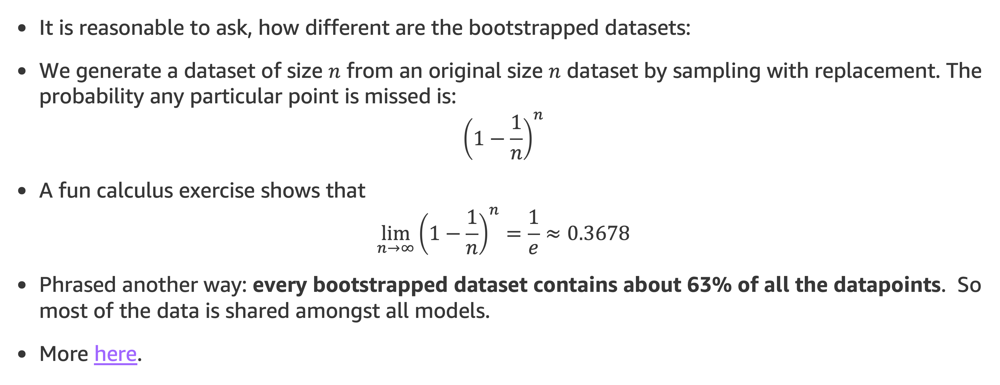 • It is reasonable to ask, how different are the bootstrapped datasets:
• We generate a dataset of size n from an original size n dataset by sampling with replacement. The
probability any particular point is missed is:
$\left(1 - \frac{1}{n}\right)^n$
• A fun calculus exercise shows that
$\lim_{n \to \infty} \left(1 - \frac{1}{n}\right)^n = \frac{1}{e} \approx 0.3678$
• Phrased another way: every bootstrapped dataset contains about 63% of all the datapoints. So
most of the data is shared amongst all models.
• More here.